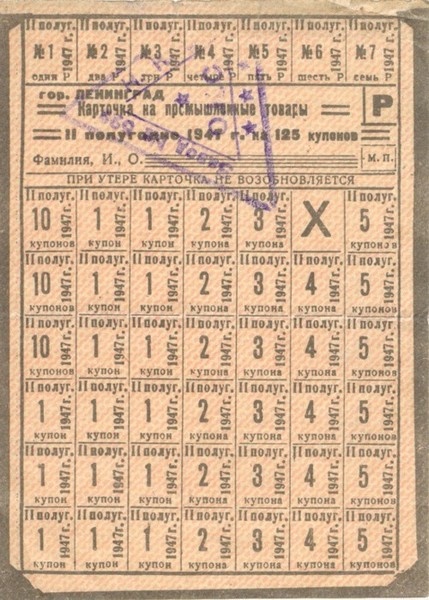 II полуг. II полуг. II полуг. II полуг. II полуг. II полуг. II полуг.
№1 1947 г. №2 1947 г. №3 1947 г. №4 1947 г. №5 1947 г. №6 1947 г. №7 1947 г.
один Р два Р три Р четыре Р пять Р шесть Р семь Р
гор. ЛЕНИНГРАД
Карточка на промышленные товары
Р
II полугодие 1947 г. на 125 купонов
Фамилия, И., О. М. П.
ПРИ УТЕРЕ КАРТОЧКА НЕ ВОЗОБНОВЛЯЕТСЯ
II полуг. II полуг. II полуг. II полуг. II полуг. II полуг.
10 1947 г. 1 1947 г. 1 1947 г. 2 1947 г. 3 1947 г. X 5 1947 г.
купонов купон купон купона купона купонов
II полуг. II полуг. II полуг. II полуг. II полуг. II полуг. II полуг.
10 1947 г. 1 1947 г. 1 1947 г. 2 1947 г. 3 1947 г. 4 1947 г. 5 1947 г.
купонов купон купон купона купона купона купонов
II полуг. II полуг. II полуг. II полуг. II полуг. II полуг. II полуг.
10 1947 г. 1 1947 г. 1 1947 г. 2 1947 г. 3 1947 г. 4 1947 г. 5 1947 г.
купонов купон купон купона купона купона купонов
II полуг. II полуг. II полуг. II полуг. II полуг. II полуг. II полуг.
1 1947 г. 1 1947 г. 1 1947 г. 2 1947 г. 3 1947 г. 4 1947 г. 5 1947 г.
купон купон купон купона купона купона купонов
II полуг. II полуг. II полуг. II полуг. II полуг. II полуг. II полуг.
1 1947 г. 1 1947 г. 1 1947 г. 2 1947 г. 3 1947 г. 4 1947 г. 5 1947 г.
купон купон купон купона купона купона купонов
II полуг. II полуг. II полуг. II полуг. II полуг. II полуг. II полуг.
1 1947 г. 1 1947 г. 1 1947 г. 2 1947 г. 3 1947 г. 4 1947 г. 5 1947 г.
купон купон купон купона купона купона купонов